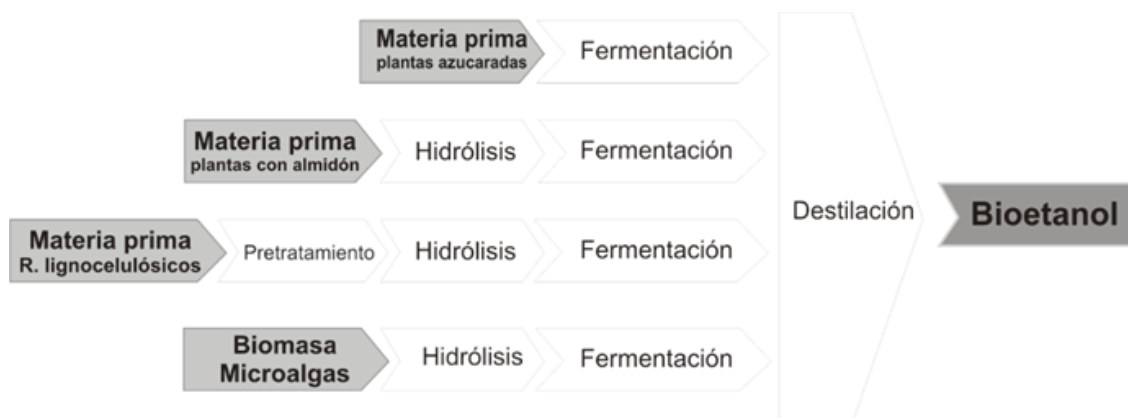 Materia prima
plantas azucaradas
Fermentación
Materia prima
plantas con almidón
Hidrólisis
Fermentación
Materia prima
R. lignocelulósicos
Pretratamiento
Hidrólisis
Fermentación
Biomasa
Microalgas
Hidrólisis
Fermentación
Destilación
Bioetanol